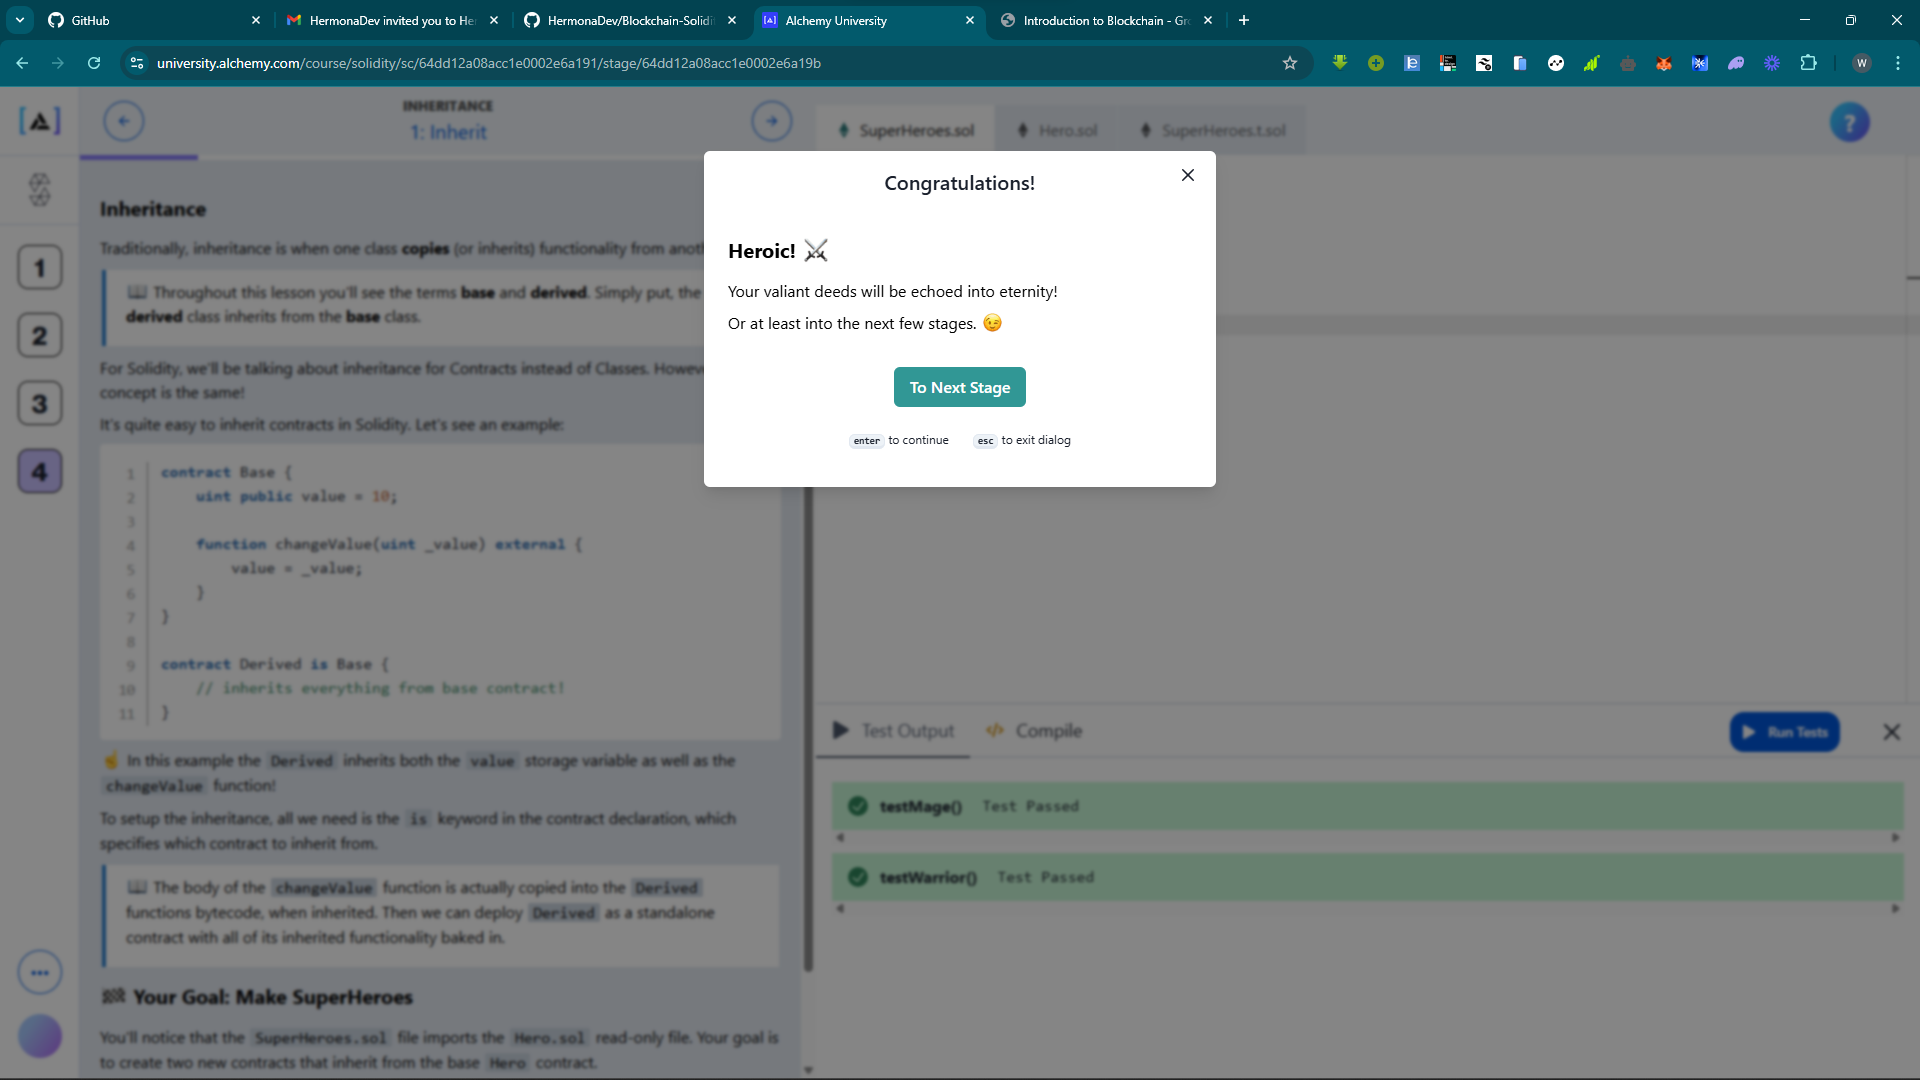 GitHub
HermonaDev invited you to He
HermonaDev/Blockchain-Solidi
Alchemy University
Introduction to Blockchain - Gr
university.alchemy.com/course/solidity/sc/64dd12a08acc1e0002e6a191/stage/64dd12a08acc1e0002e6a19b
W
INHERITANCE
1: Inherit
SuperHeroes.sol
Hero.sol
SuperHeroes.t.sol
?
Congratulations!
Heroic! ⚔
Your valiant deeds will be echoed into eternity!
Or at least into the next few stages. 😉
To Next Stage
enter to continue
esc to exit dialog
1
2
3
4
Inheritance
Traditionally, inheritance is when one class copies (or inherits) functionality from
📖 Throughout this lesson you'll see the terms base and derived. Simply put, the
derived class inherits from the base class.
For Solidity, we'll be talking about inheritance for Contracts instead of Classes.
concept is the same!
It's quite easy to inherit contracts in Solidity. Let's see an example:
1 contract Base {
2 uint public value = 10;
3
4 function changeValue(uint _value) external {
5 value = _value;
6 }
7 }
8
9 contract Derived is Base {
10 // inherits everything from base contract!
11 }
☝ In this example the Derived inherits both the value storage variable as well as the
changeValue function!
To setup the inheritance, all we need is the is keyword in the contract declaration, which
specifies which contract to inherit from.
📖 The body of the changeValue function is actually copied into the Derived
functions bytecode, when inherited. Then we can deploy Derived as a standalone
contract with all of its inherited functionality baked in.
🏁 Your Goal: Make SuperHeroes
You'll notice that the SuperHeroes.sol file imports the Hero.sol read-only file. Your goal is
to create two new contracts that inherit from the base Hero contract.
Test Output
Compile
Run Tests
testMage() Test Passed
testWarrior() Test Passed